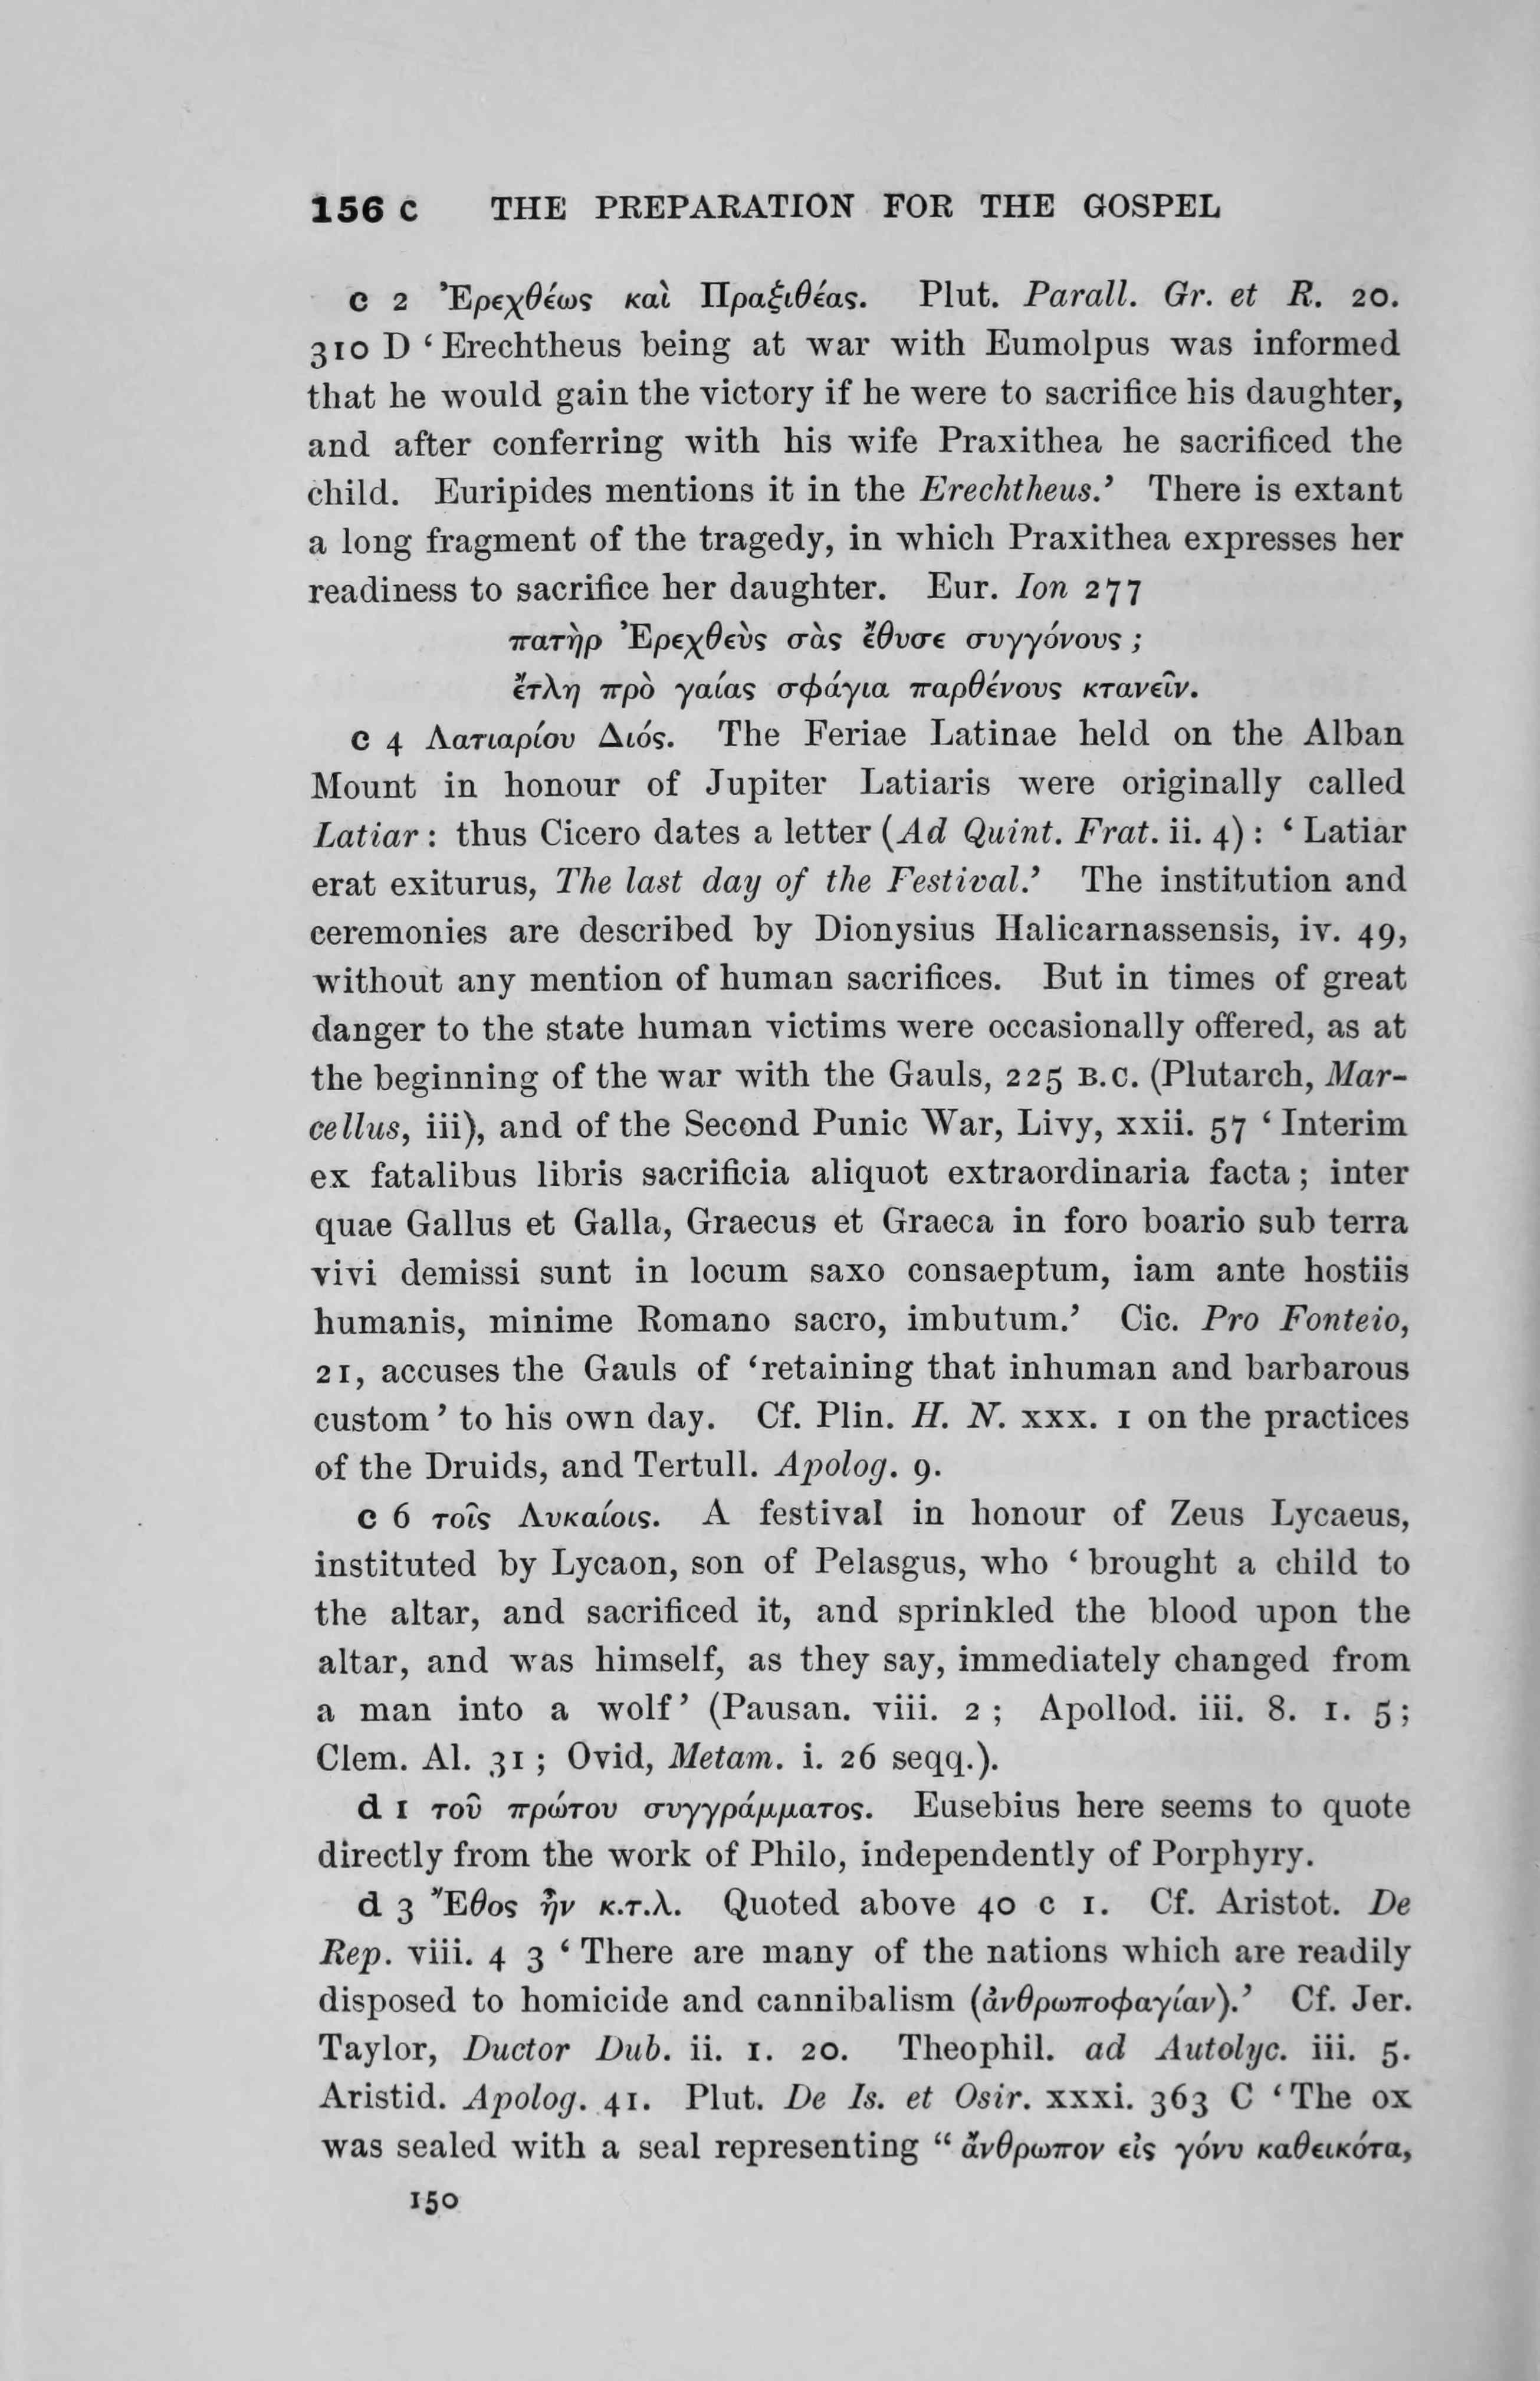 156 c THE PREPARATION FOR THE GOSPEL
c 2 Ἐρεχθέως καὶ Πραξιθέας. Plut. Parall. Gr. et R. 20.
310 D ‘ Erechtheus being at war with Eumolpus was informed
that he would gain the victory if he were to sacrifice his daughter,
and after conferring with his wife Praxithea he sacrificed the
child. Euripides mentions it in the Erechtheus.’ There is extant
a long fragment of the tragedy, in which Praxithea expresses her
readiness to sacrifice her daughter. Eur. Ion 277
πατὴρ Ἐρεχθεὺς σὰς ἔθυσε συγγόνους ;
ἔτλη πρὸ γαίας σφάγια παρθένους κτανεῖν.
c 4 Λατιαρίου Διός. The Feriae Latinae held on the Alban
Mount in honour of Jupiter Latiaris were originally called
Latiar : thus Cicero dates a letter (Ad Quint. Frat. ii. 4) : ‘ Latiar
erat exiturus, The last day of the Festival.’ The institution and
ceremonies are described by Dionysius Halicarnassensis, iv. 49,
without any mention of human sacrifices. But in times of great
danger to the state human victims were occasionally offered, as at
the beginning of the war with the Gauls, 225 B.C. (Plutarch, Mar-
cellus, iii), and of the Second Punic War, Livy, xxii. 57 ‘ Interim
ex fatalibus libris sacrificia aliquot extraordinaria facta ; inter
quae Gallus et Galla, Graecus et Graeca in foro boario sub terra
vivi demissi sunt in locum saxo consaeptum, iam ante hostiis
humanis, minime Romano sacro, imbutum.’ Cic. Pro Fonteio,
21, accuses the Gauls of ‘retaining that inhuman and barbarous
custom ’ to his own day. Cf. Plin. H. N. xxx. 1 on the practices
of the Druids, and Tertull. Apolog. 9.
c 6 τοῖς Λυκαίοις. A festival in honour of Zeus Lycaeus,
instituted by Lycaon, son of Pelasgus, who ‘ brought a child to
the altar, and sacrificed it, and sprinkled the blood upon the
altar, and was himself, as they say, immediately changed from
a man into a wolf’ (Pausan. viii. 2 ; Apollod. iii. 8. 1. 5 ;
Clem. Al. 31 ; Ovid, Metam. i. 26 seqq.).
d 1 τοῦ πρώτου συγγράμματος. Eusebius here seems to quote
directly from the work of Philo, independently of Porphyry.
d 3 Ἔθος ἦν κ.τ.λ. Quoted above 40 c 1. Cf. Aristot. De
Rep. viii. 4 3 ‘ There are many of the nations which are readily
disposed to homicide and cannibalism (ἀνθρωποφαγίαν).’ Cf. Jer.
Taylor, Ductor Dub. ii. 1. 20. Theophil. ad Autolyc. iii. 5.
Aristid. Apolog. 41. Plut. De Is. et Osir. xxxi. 363 C ‘ The ox
was sealed with a seal representing “ ἄνθρωπον εἰς γόνυ καθεικότα,
150